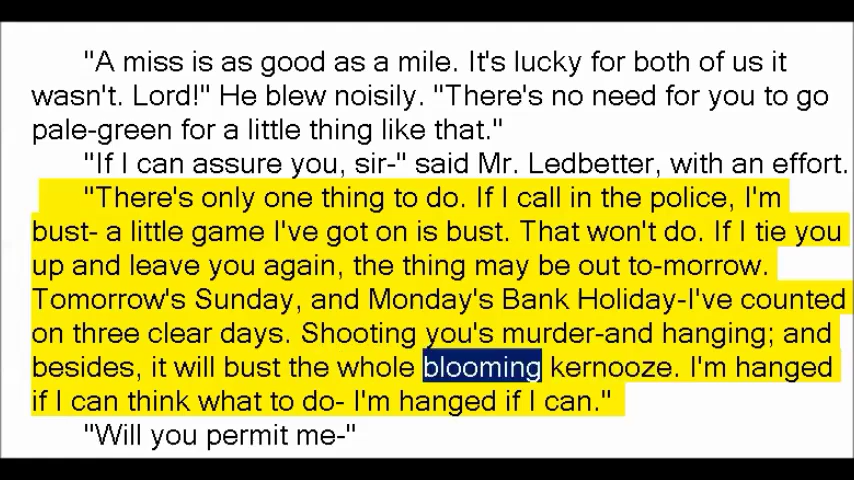 "A miss is as good as a mile. It's lucky for both of us it
wasn't. Lord!" He blew noisily. "There's no need for you to go
pale-green for a little thing like that."
"If I can assure you, sir-" said Mr. Ledbetter, with an effort.
"There's only one thing to do. If I call in the police, I'm
bust- a little game I've got on is bust. That won't do. If I tie you
up and leave you again, the thing may be out to-morrow.
Tomorrow's Sunday, and Monday's Bank Holiday-I've counted
on three clear days. Shooting you's murder-and hanging; and
besides, it will bust the whole blooming kernooze. I'm hanged
if I can think what to do- I'm hanged if I can."
"Will you permit me-"